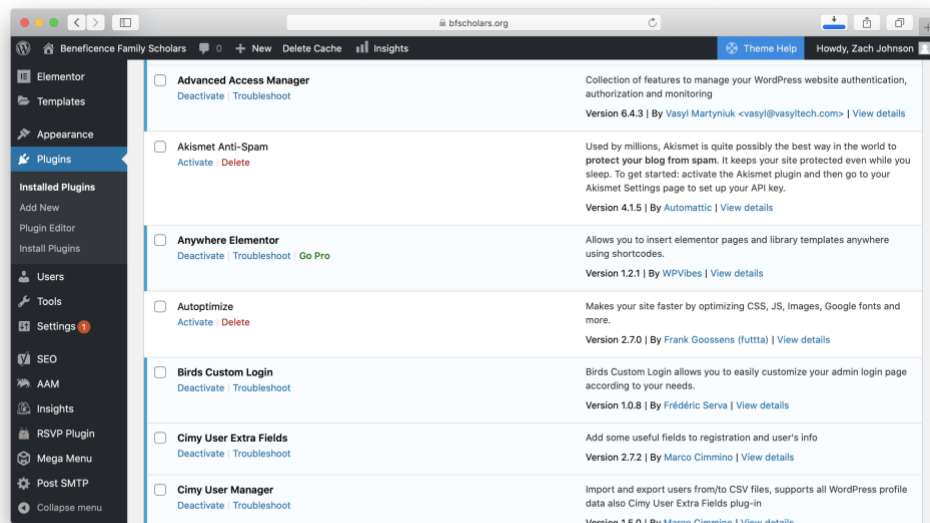 bfscholars.org
Beneficence Family Scholars 0 New Delete Cache Insights Theme Help Howdy, Zach Johnson
Elementor
Templates
Appearance
Plugins
Installed Plugins
Add New
Plugin Editor
Install Plugins
Users
Tools
Settings 1
SEO
AAM
Insights
RSVP Plugin
Mega Menu
Post SMTP
Collapse menu
Advanced Access Manager
Deactivate | Troubleshoot
Collection of features to manage your WordPress website authentication,
authorization and monitoring
Version 6.4.3 | By Vasyl Martyniuk <vasyl@vasyltech.com> | View details
Akismet Anti-Spam
Activate | Delete
Used by millions, Akismet is quite possibly the best way in the world to
protect your blog from spam. It keeps your site protected even while you
sleep. To get started: activate the Akismet plugin and then go to your
Akismet Settings page to set up your API key.
Version 4.1.5 | By Automattic | View details
Anywhere Elementor
Deactivate | Troubleshoot | Go Pro
Allows you to insert elementor pages and library templates anywhere
using shortcodes.
Version 1.2.1 | By WPVibes | View details
Autoptimize
Activate | Delete
Makes your site faster by optimizing CSS, JS, Images, Google fonts and
more.
Version 2.7.0 | By Frank Goossens (futtta) | View details
Birds Custom Login
Deactivate | Troubleshoot
Birds Custom Login allows you to easily customize your admin login page
according to your needs.
Version 1.0.8 | By Frédéric Serva | View details
Cimy User Extra Fields
Deactivate | Troubleshoot
Add some useful fields to registration and user's info
Version 2.7.2 | By Marco Cimmino | View details
Cimy User Manager
Deactivate | Troubleshoot
Import and export users from/to CSV files, supports all WordPress profile
data also Cimy User Extra Fields plug-in
Version 1.5.0 | By Marco Cimmino | View details